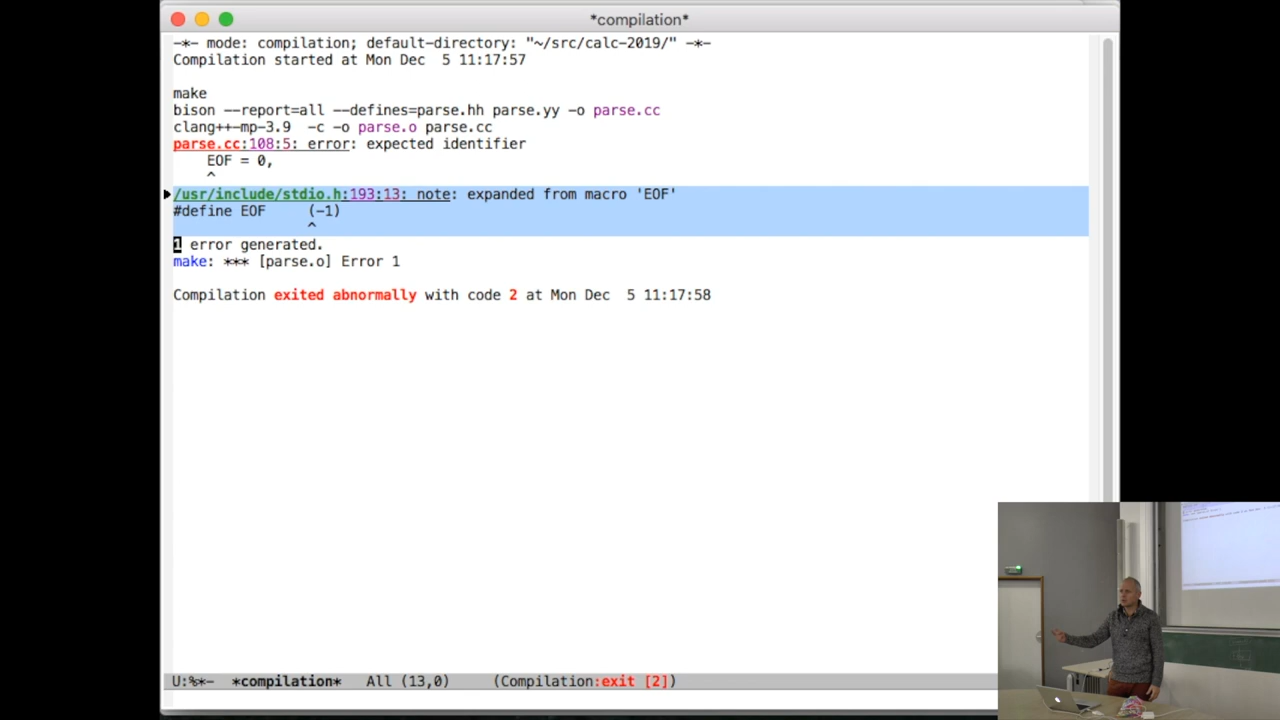 *compilation*
-*- mode: compilation; default-directory: "~/src/calc-2019/" -*-
Compilation started at Mon Dec  5 11:17:57
make
bison --report=all --defines=parse.hh parse.yy -o parse.cc
clang++-mp-3.9  -c -o parse.o parse.cc
parse.cc:108:5: error: expected identifier
    EOF = 0,
    ^
/usr/include/stdio.h:193:13: note: expanded from macro 'EOF'
#define EOF     (-1)
                ^
1 error generated.
make: *** [parse.o] Error 1
Compilation exited abnormally with code 2 at Mon Dec  5 11:17:58
U:%*-  *compilation*   All (13,0)     (Compilation:exit [2])